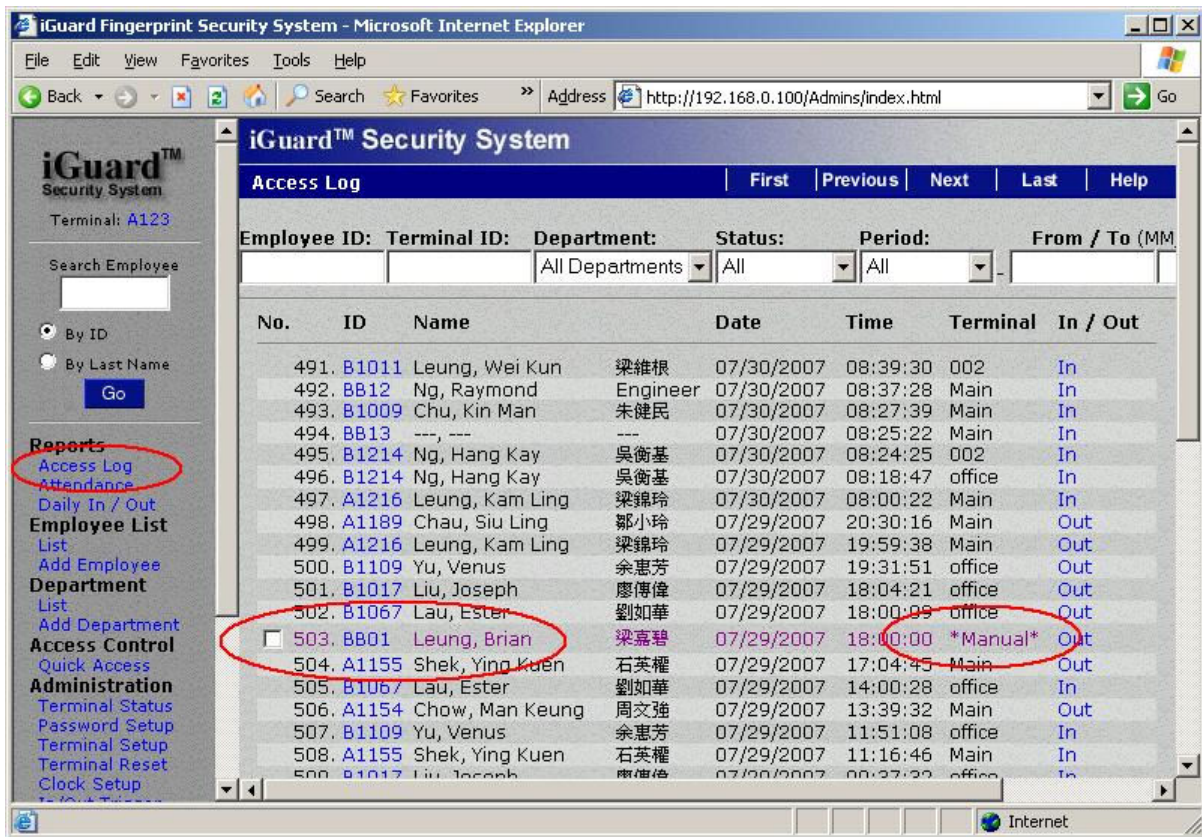 iGuard Fingerprint Security System - Microsoft Internet Explorer
File Edit View Favorites Tools Help
Back Search Favorites » Address http://192.168.0.100/Admins/index.html Go
iGuard™
Security System
Terminal: A123
Search Employee
By ID
By Last Name
Go
Reports
Access Log
Attendance
Daily In / Out
Employee List
List
Add Employee
Department
List
Add Department
Access Control
Quick Access
Administration
Terminal Status
Password Setup
Terminal Setup
Terminal Reset
Clock Setup
In/Out Trigger
iGuard™ Security System
Access Log | First | Previous | Next | Last | Help
Employee ID: Terminal ID: Department: Status: Period: From / To (MM
All Departments All All -
No. ID Name Date Time Terminal In / Out
491. B1011 Leung, Wei Kun 梁維根 07/30/2007 08:39:30 002 In
492. BB12 Ng, Raymond Engineer 07/30/2007 08:37:28 Main In
493. B1009 Chu, Kin Man 朱健民 07/30/2007 08:27:39 Main In
494. BB13 ---, --- --- 07/30/2007 08:25:22 Main In
495. B1214 Ng, Hang Kay 吳衡基 07/30/2007 08:24:25 002 In
496. B1214 Ng, Hang Kay 吳衡基 07/30/2007 08:18:47 office In
497. A1216 Leung, Kam Ling 梁錦玲 07/30/2007 08:00:22 Main In
498. A1189 Chau, Siu Ling 鄒小玲 07/29/2007 20:30:16 Main Out
499. A1216 Leung, Kam Ling 梁錦玲 07/29/2007 19:59:38 Main Out
500. B1109 Yu, Venus 余惠芳 07/29/2007 19:31:51 office Out
501. B1017 Liu, Joseph 廖傳偉 07/29/2007 18:04:21 office Out
502. B1067 Lau, Ester 劉如華 07/29/2007 18:00:09 office Out
503. BB01 Leung, Brian 梁嘉碧 07/29/2007 18:00:00 *Manual* Out
504. A1155 Shek, Ying Kuen 石英權 07/29/2007 17:04:45 Main Out
505. B1067 Lau, Ester 劉如華 07/29/2007 14:00:28 office In
506. A1154 Chow, Man Keung 周文強 07/29/2007 13:39:32 Main Out
507. B1109 Yu, Venus 余惠芳 07/29/2007 11:51:08 office In
508. A1155 Shek, Ying Kuen 石英權 07/29/2007 11:16:46 Main In
Internet